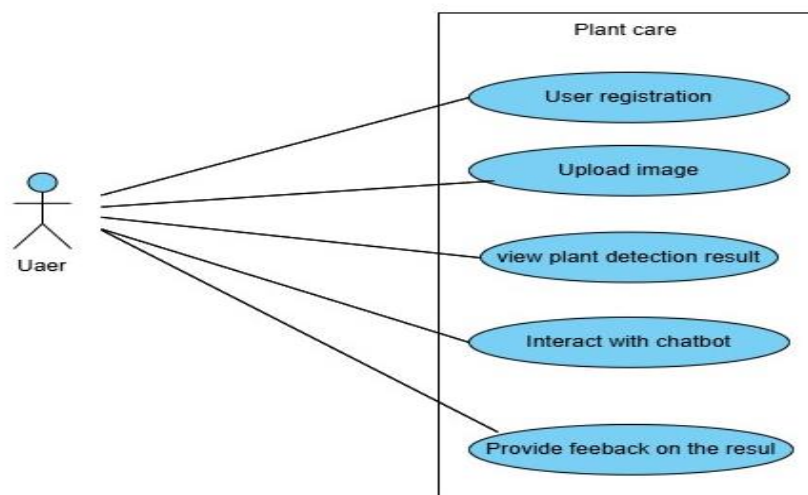 Plant care
User registration
Upload image
view plant detection result
Uaer
Interact with chatbot
Provide feeback on the resul